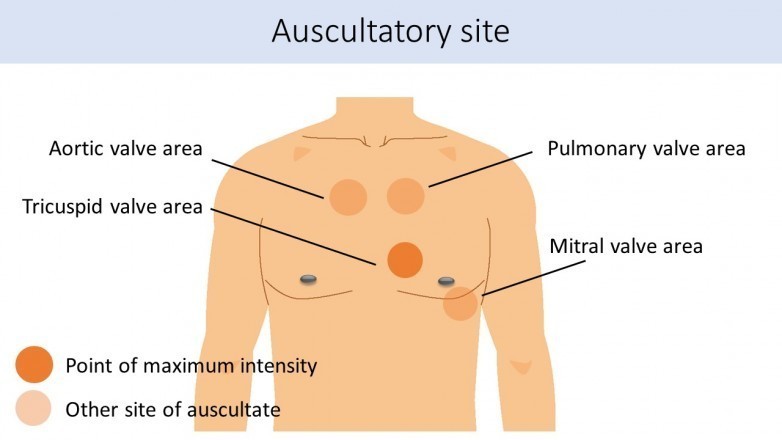 Auscultatory site
Aortic valve area
Pulmonary valve area
Tricuspid valve area
Mitral valve area
Point of maximum intensity
Other site of auscultate